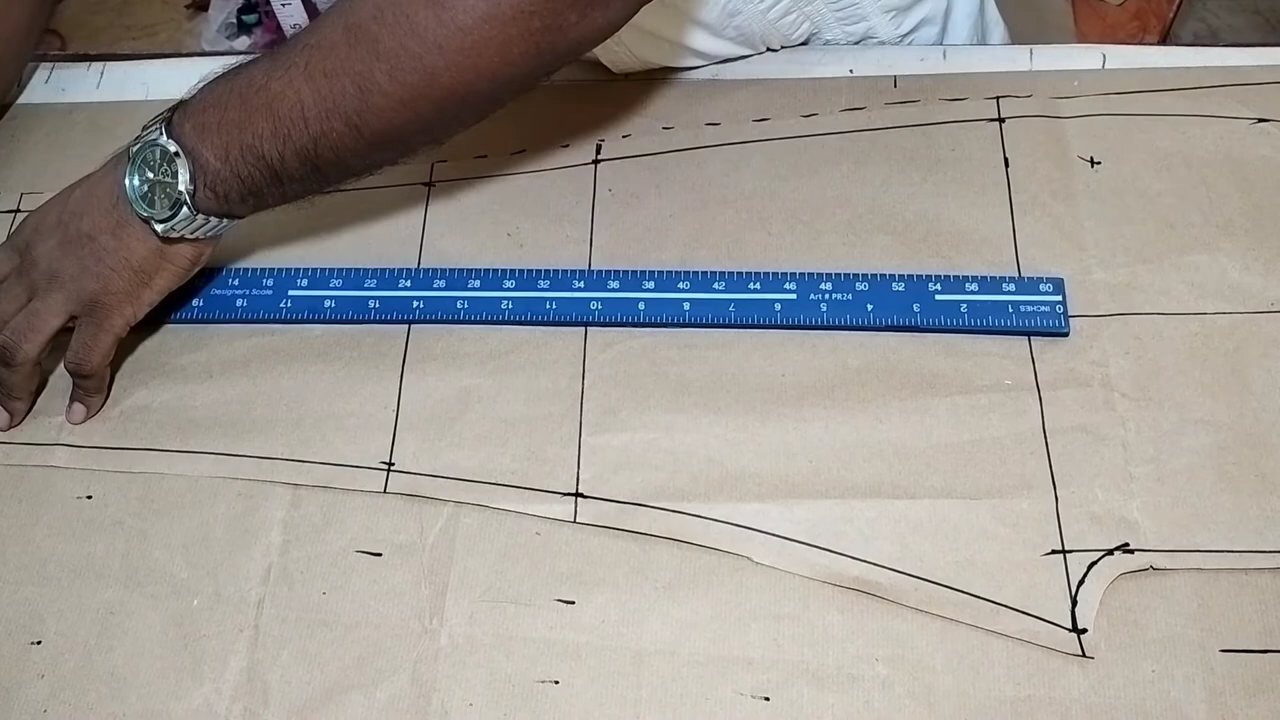 14 16 18 20 22 24 26 28 30 32 34 36 38 40 42 44 46 48 50 52 54 56 58 60
Designer's Scale
Art # PR24
19 17 15 14 13 12 11 10 9 8 7 6 5 4 3 2 1 INCHES 0
5